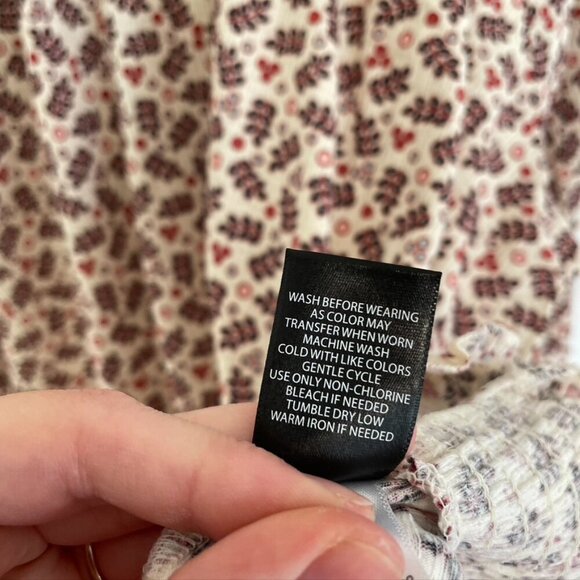 WASH BEFORE WEARING
AS COLOR MAY
TRANSFER WHEN WORN
MACHINE WASH
COLD WITH LIKE COLORS
GENTLE CYCLE
USE ONLY NON-CHLORINE
BLEACH IF NEEDED
TUMBLE DRY LOW
WARM IRON IF NEEDED